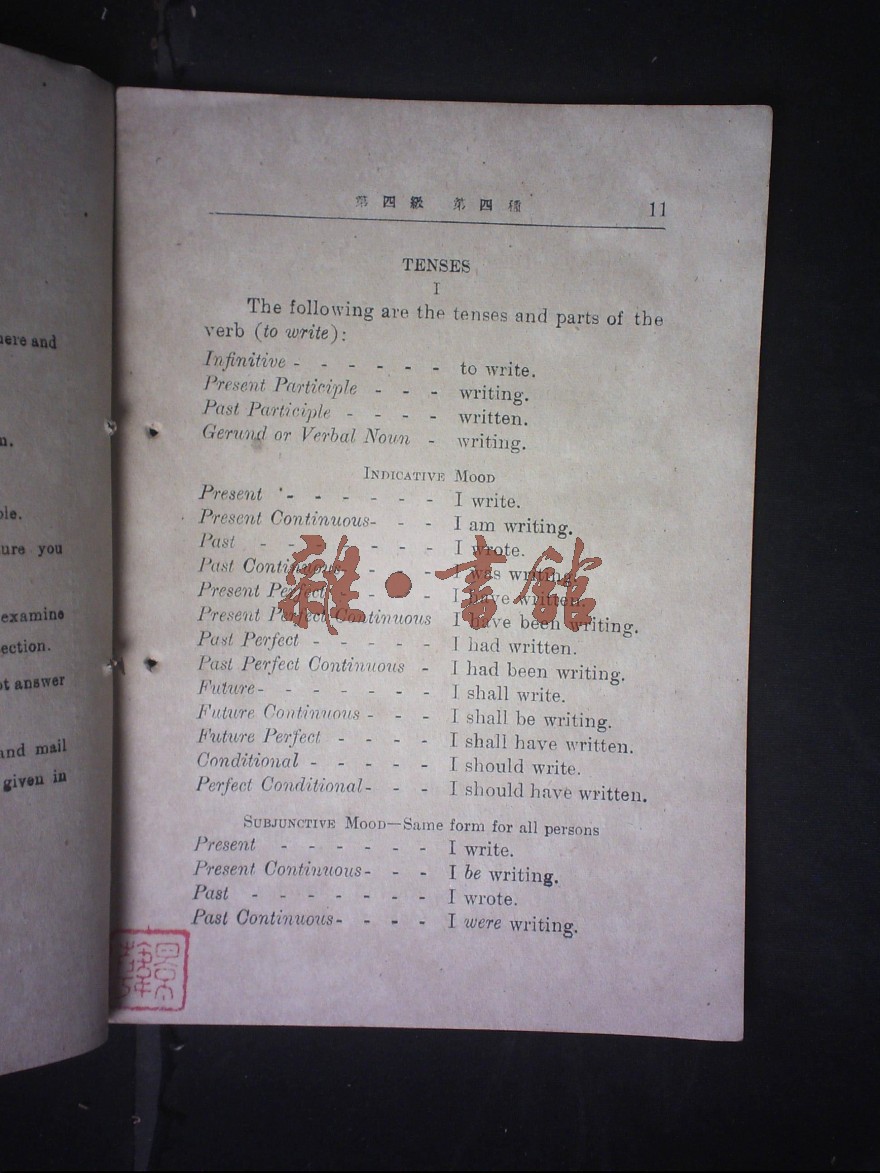 here and
n.
ble.
ure you
examine
ection.
ot answer
and mail
given in
第四級 第四種 11
TENSES
I
The following are the tenses and parts of the
verb (to write):
Infinitive - - - - - - to write.
Present Participle - - - writing.
Past Participle - - - - written.
Gerund or Verbal Noun - writing.
INDICATIVE MOOD
Present - - - - - - I write.
Present Continuous- - - I am writing.
Past - - - - - - - I wrote.
Past Continuous - - - I was writing.
Present Perfect - - - - I have written.
Present Perfect Continuous I have been writing.
Past Perfect - - - - - I had written.
Past Perfect Continuous - I had been writing.
Future- - - - - - - I shall write.
Future Continuous - - - I shall be writing.
Future Perfect - - - - I shall have written.
Conditional - - - - - I should write.
Perfect Conditional- - - I should have written.
SUBJUNCTIVE MOOD—Same form for all persons
Present - - - - - - I write.
Present Continuous- - - I be writing.
Past - - - - - - - I wrote.
Past Continuous- - - - I were writing.
雜·書館